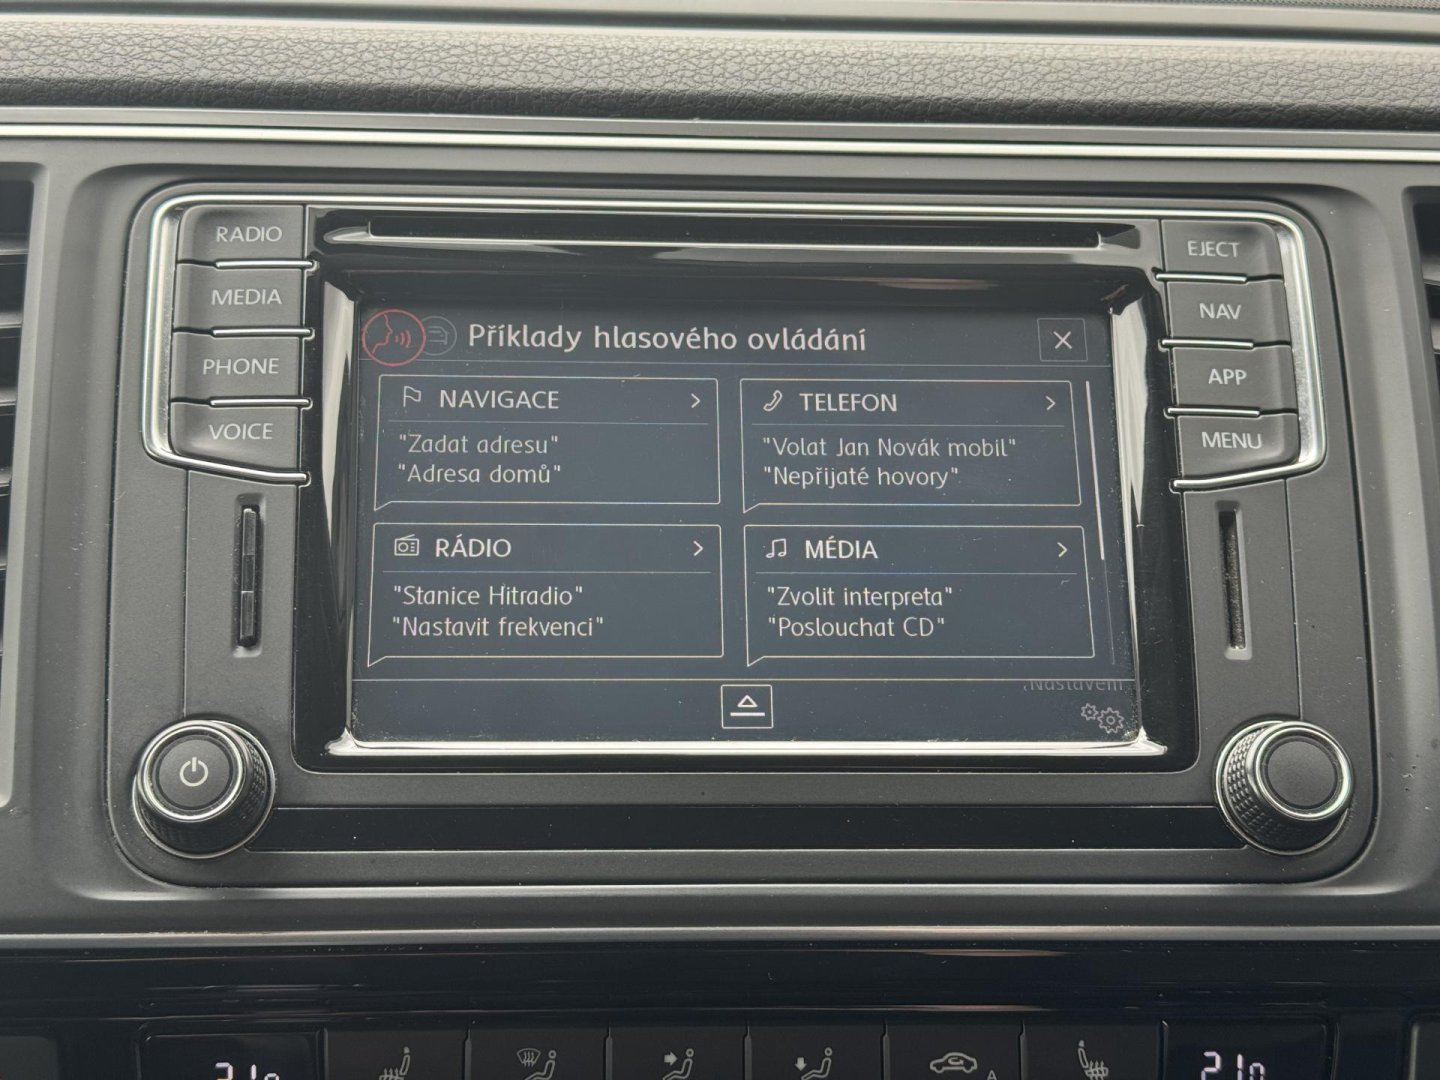 RADIO
MEDIA
PHONE
VOICE
EJECT
NAV
APP
MENU
Příklady hlasového ovládání
NAVIGACE
"Zadat adresu"
"Adresa domů"
TELEFON
"Volat Jan Novák mobil"
"Nepřijaté hovory"
RÁDIO
"Stanice Hitradio"
"Nastavit frekvenci"
MÉDIA
"Zvolit interpreta"
"Poslouchat CD"
Nastavení
A